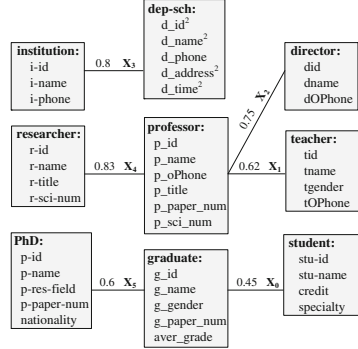 dep-sch:
d_id²
d_name²
d_phone
d_address²
d_time²
institution:
i-id
i-name
i-phone
0.8 X₃
director:
did
dname
dOPhone
0.75 X₂
researcher:
r-id
r-name
r-title
r-sci-num
0.83 X₄
professor:
p_id
p_name
p_oPhone
p_title
p_paper_num
p_sci_num
0.62 X₁
teacher:
tid
tname
tgender
tOPhone
PhD:
p-id
p-name
p-res-field
p-paper-num
nationality
0.6 X₅
graduate:
g_id
g_name
g_gender
g_paper_num
aver_grade
0.45 X₀
student:
stu-id
stu-name
credit
specialty